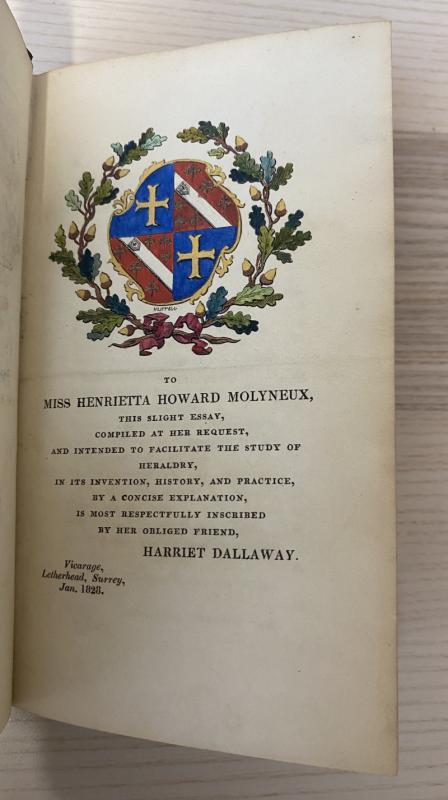 TO
MISS HENRIETTA HOWARD MOLYNEUX,
THIS SLIGHT ESSAY,
COMPILED AT HER REQUEST,
AND INTENDED TO FACILITATE THE STUDY OF
HERALDRY,
IN ITS INVENTION, HISTORY, AND PRACTICE,
BY A CONCISE EXPLANATION,
IS MOST RESPECTFULLY INSCRIBED
BY HER OBLIGED FRIEND,
HARRIET DALLAWAY.
Vicarage,
Letherhead, Surrey,
Jan. 1828.